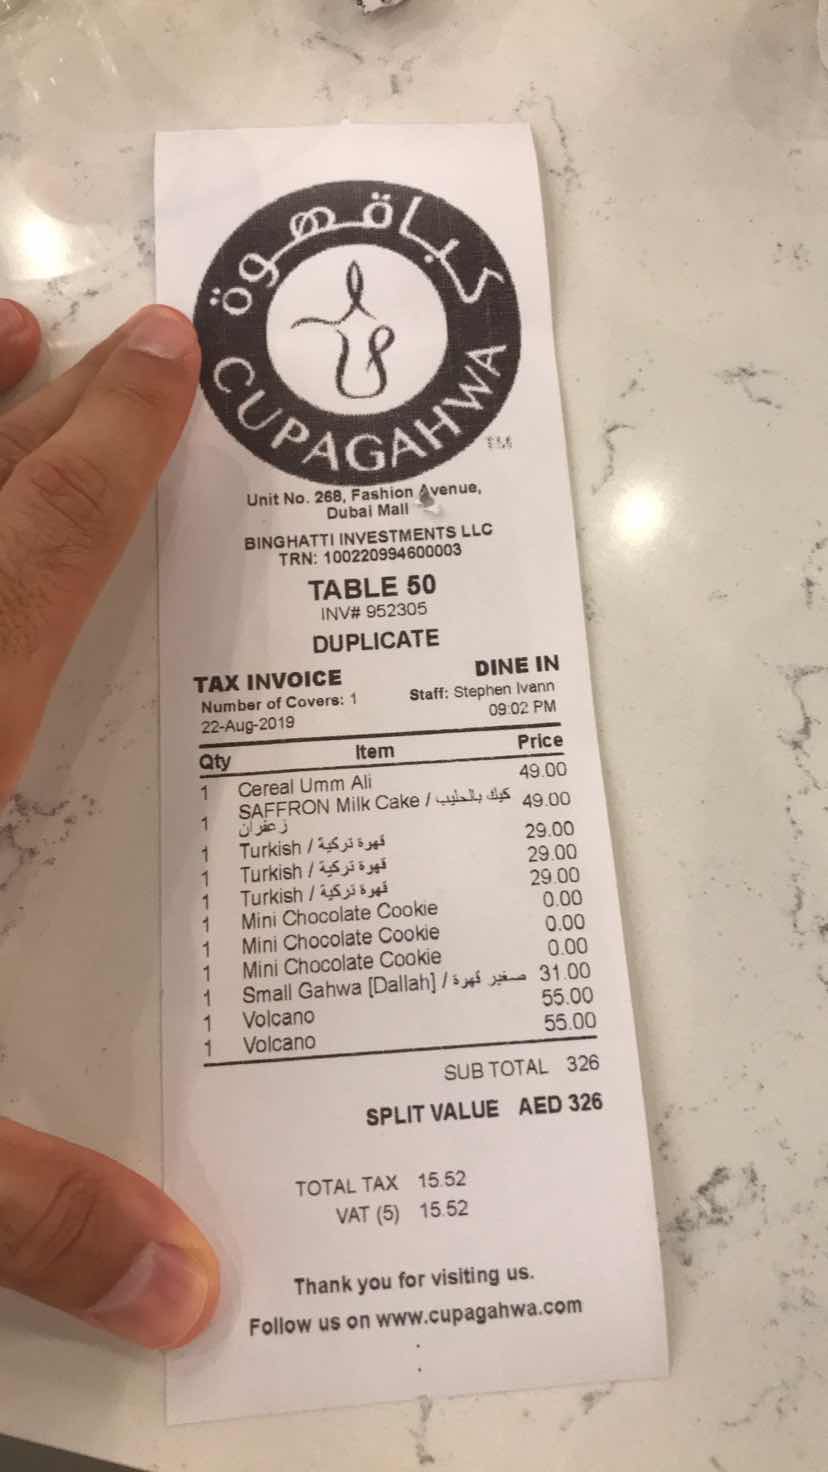 كباية قهوة
CUPAGAHWA
TM
Unit No. 268, Fashion Avenue,
Dubai Mall
BINGHATTI INVESTMENTS LLC
TRN: 100220994600003
TABLE 50
INV# 952305
DUPLICATE
TAX INVOICE DINE IN
Number of Covers: 1 Staff: Stephen Ivann
22-Aug-2019 09:02 PM
Qty Item Price
1 Cereal Umm Ali 49.00
1 SAFFRON Milk Cake / كيك بالحليب 49.00
زعفران
1 Turkish / قهوة تركية 29.00
1 Turkish / قهوة تركية 29.00
1 Turkish / قهوة تركية 29.00
1 Mini Chocolate Cookie 0.00
1 Mini Chocolate Cookie 0.00
1 Mini Chocolate Cookie 0.00
1 Small Gahwa [Dallah] / صغير قهوة 31.00
1 Volcano 55.00
1 Volcano 55.00
SUB TOTAL 326
SPLIT VALUE AED 326
TOTAL TAX 15.52
VAT (5) 15.52
Thank you for visiting us.
Follow us on www.cupagahwa.com